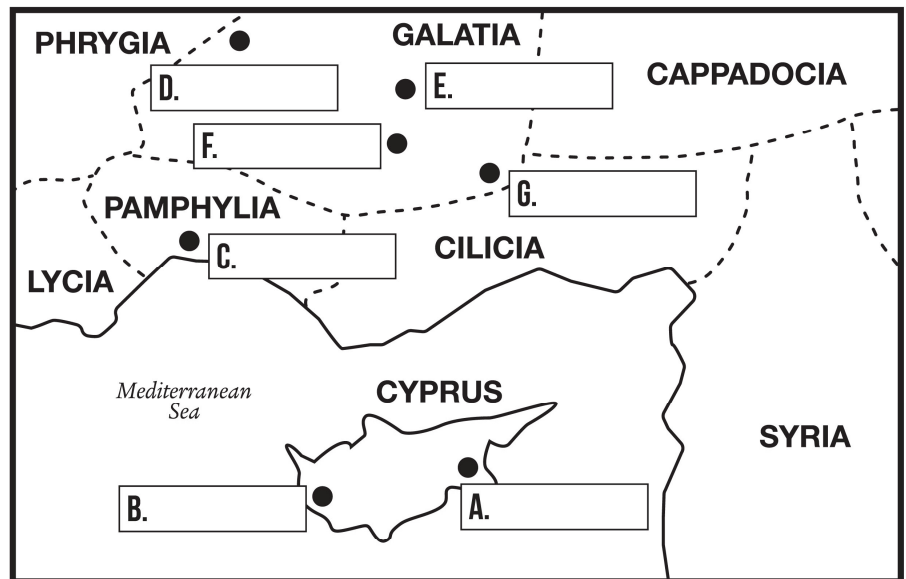 PHRYGIA
GALATIA
CAPPADOCIA
D.
E.
F.
G.
PAMPHYLIA
C.
CILICIA
LYCIA
Mediterranean
Sea
CYPRUS
SYRIA
B.
A.